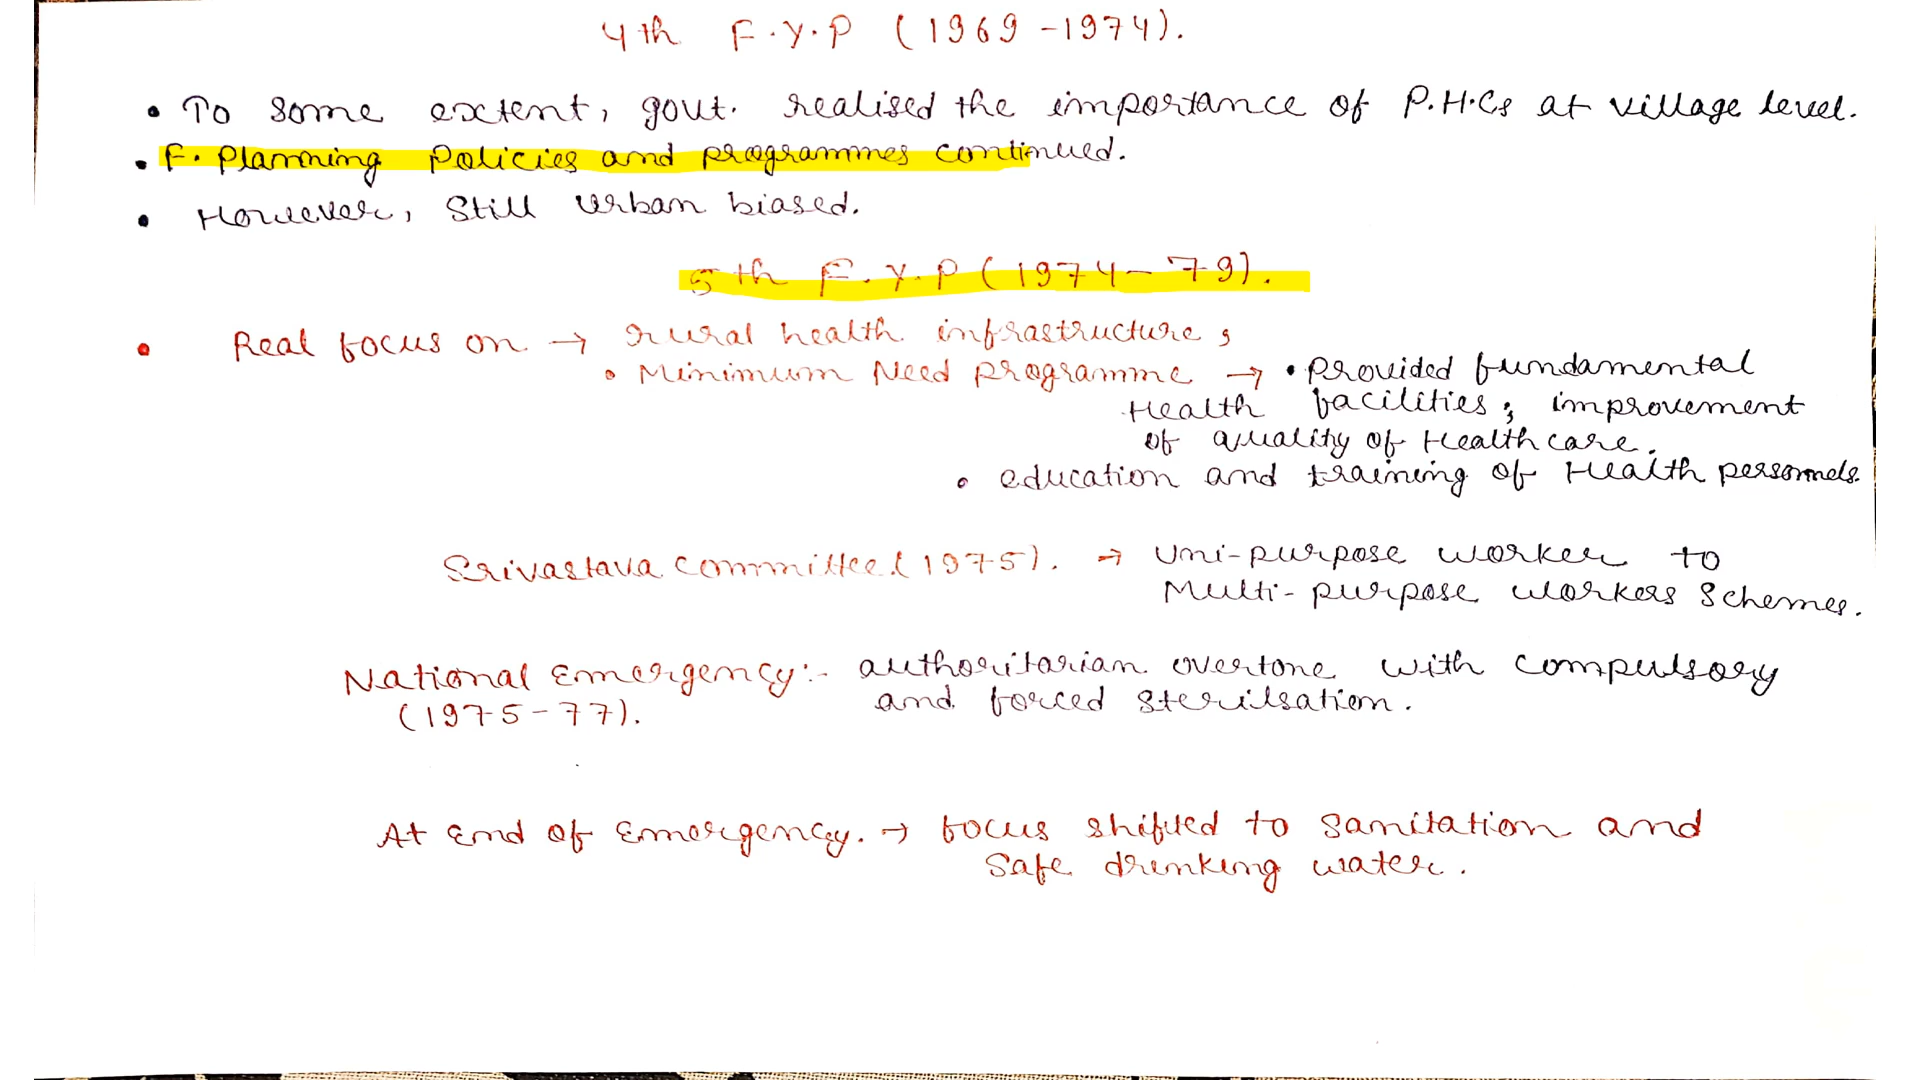 4th F.Y.P (1969-1974).
• To some extent, govt. realised the importance of P.H.Cs at village level.
• F. Planning Policies and programmes continued.
• However, Still urban biased.
5th F.Y.P (1974-79).
• Real focus on → rural health infrastructure,
• Minimum Need programme → • provided fundamental
Health facilities, improvement
of quality of Healthcare.
• education and training of Health personnels.
Srivastava committee (1975). → Uni-purpose worker to
Multi-purpose workers Schemes.
National Emergency:- authoritarian overtone with compulsory
(1975-77). and forced sterilsation.
At End of Emergency. → focus shifted to sanitation and
Safe drinking water.